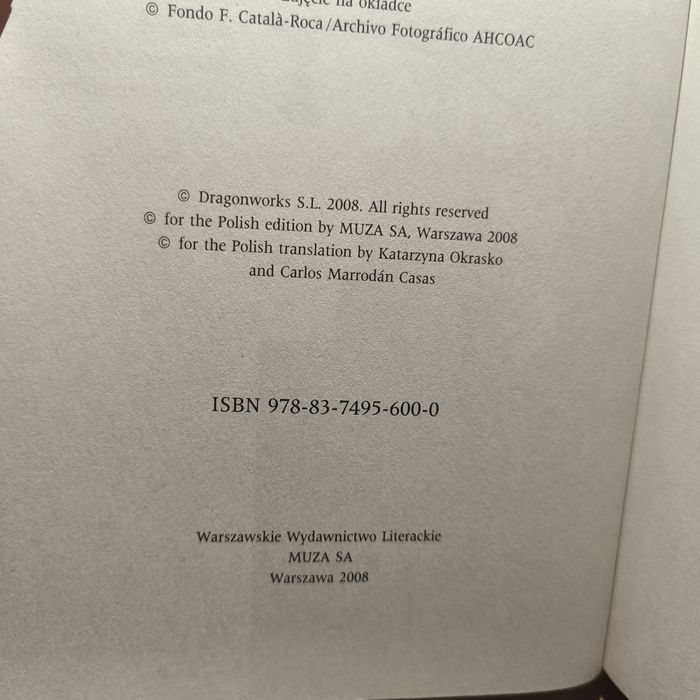 na okładce
© Fondo F. Català-Roca/Archivo Fotográfico AHCOAC
© Dragonworks S.L. 2008. All rights reserved
© for the Polish edition by MUZA SA, Warszawa 2008
© for the Polish translation by Katarzyna Okrasko
and Carlos Marrodán Casas
ISBN 978-83-7495-600-0
Warszawskie Wydawnictwo Literackie
MUZA SA
Warszawa 2008